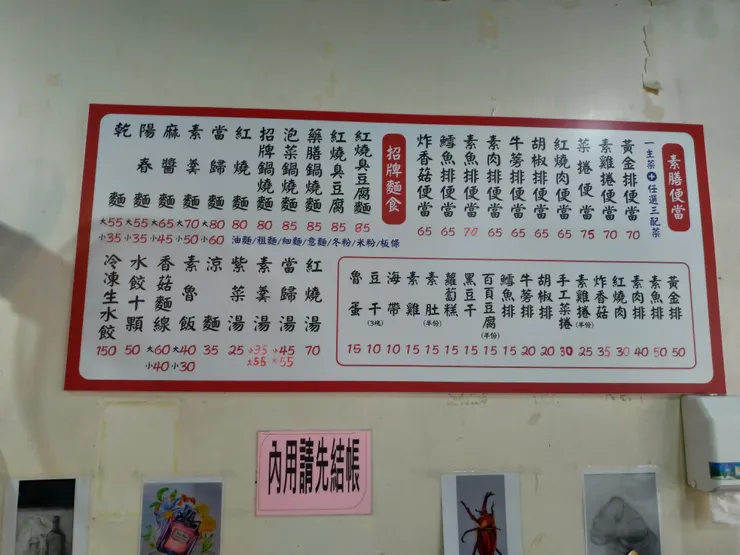 素膳便當
一主菜+任選三配菜
黃金排便當 70
素雞捲便當 70
菜捲便當 75
紅燒肉便當 65
胡椒排便當 65
牛蒡排便當 65
素肉排便當 65
素魚排便當 70
鱈魚排便當 65
炸香菇便當 65
招牌麵食
紅燒臭豆腐麵 85
紅燒臭豆腐 85
藥膳鍋燒麵 85
泡菜鍋燒麵 85
招牌鍋燒麵 80
紅燒麵 80
當歸麵 大80 小60
素羹麵 大70 小50
麻醬麵 大65 小45
陽春麵 大55 小35
乾麵 大55 小35
油麵/粗麵/細麵/意麵/冬粉/米粉/板條
紅燒湯 70
當歸湯 小45 大55
素羹湯 小35 大55
紫菜湯 25
涼麵 35
素魯飯 大40 小30
香菇麵線 大60 小40
水餃十顆 50
冷凍生水餃 150
黃金排 50
素魚排 50
素肉排 40
紅燒肉 30
炸香菇 35
素雞捲(半份) 25
手工菜捲 30
胡椒排 20
牛蒡排 20
鱈魚排 15
百頁豆腐(半份) 15
黑豆干 15
蘿蔔糕 15
素肚(半份) 15
素雞 15
海帶 10
豆干(3塊) 10
魯蛋 15
內用請先結帳